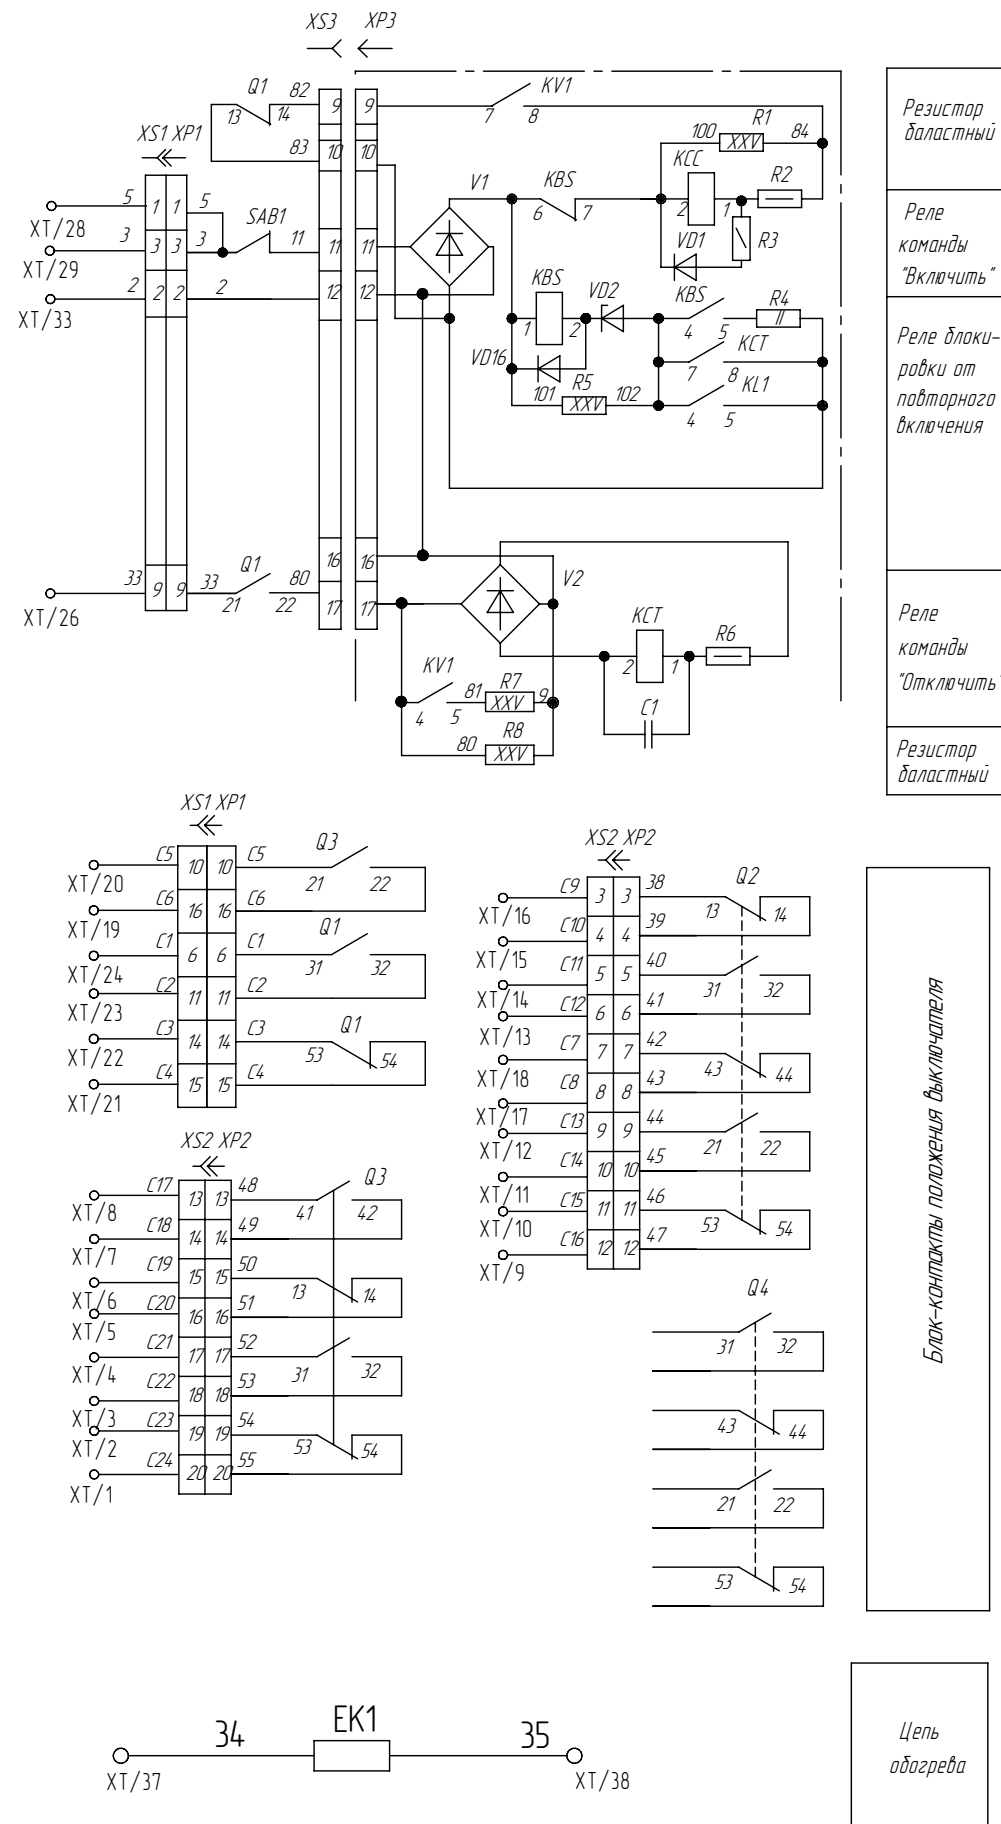 XS3 XP3
Q1 82
13 14
9 9
KV1
7 8
83
10 10
XS1 XP1
100 R1 84
XXV
KCC
2 1
R2
R3
VD1
V1
KBS
6 7
5 1 1 5
XT/28
3 3 3 3
XT/29
SAB1 11
11 11
2 2 2 2
XT/33
12 12
KBS
1 2
VD2
KBS
4 5
R4
VD16
KCT
7 8
101 R5 102
XXV
KL1
4 5
33 9 9 33
XT/26
Q1 80
21 22
16 16
17 17
V2
KCT
2 1
R6
C1
KV1
4 5
81 R7 9
XXV
80 R8
XXV
Резистор
баластный
Реле
команды
"Включить"
Реле блоки-
ровки от
повторного
включения
Реле
команды
"Отключить"
Резистор
баластный
XS1 XP1
C5 10 10 C5 Q3
XT/20
21 22
C6 16 16 C6
XT/19
C1 6 6 C1 Q1
XT/24
31 32
C2 11 11 C2
XT/23
C3 14 14 C3 Q1
XT/22
53 54
C4 15 15 C4
XT/21
XS2 XP2
C17 13 13 48 Q3
XT/8
41 42
C18 14 14 49
XT/7
C19 15 15 50
XT/6
13 14
C20 16 16 51
XT/5
C21 17 17 52
XT/4
31 32
C22 18 18 53
XT/3
C23 19 19 54
XT/2
53 54
C24 20 20 55
XT/1
XS2 XP2
C9 3 3 38 Q2
XT/16
13 14
C10 4 4 39
XT/15
C11 5 5 40
XT/14
31 32
C12 6 6 41
XT/13
C7 7 7 42
XT/18
43 44
C8 8 8 43
XT/17
C13 9 9 44
XT/12
21 22
C14 10 10 45
XT/11
C15 11 11 46
XT/10
53 54
C16 12 12 47
XT/9
Q4
31 32
43 44
21 22
53 54
Блок-контакты положения выключателя
34 EK1 35
XT/37 XT/38
Цепь
обогрева